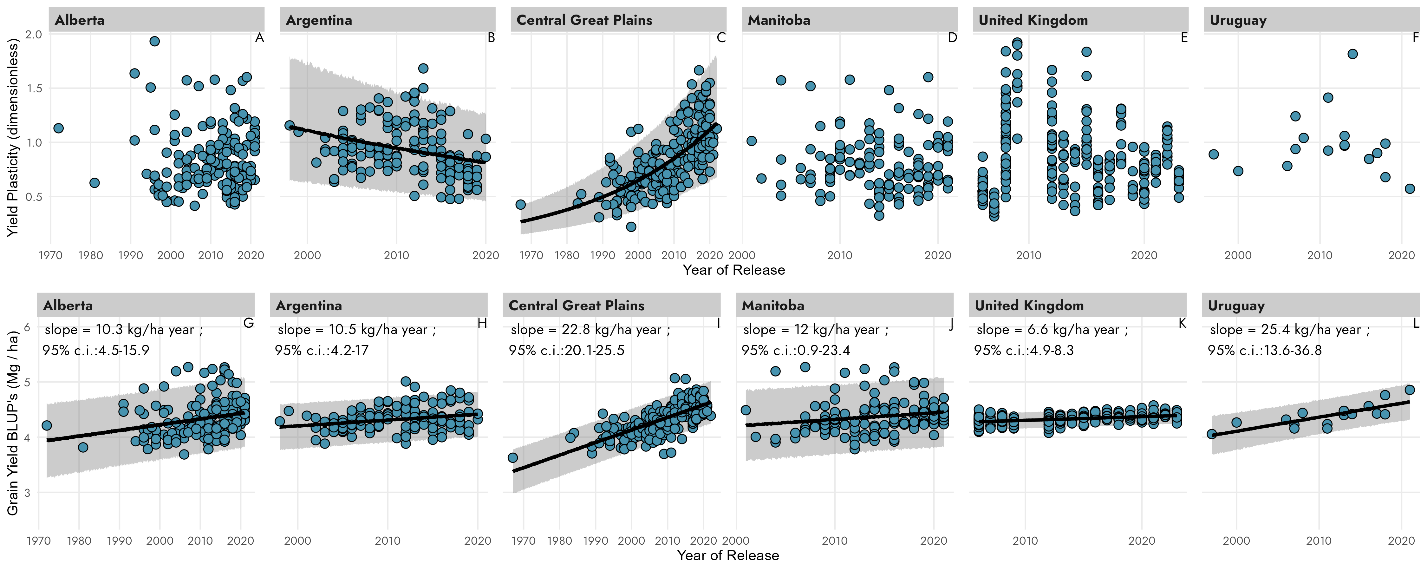 Alberta
Argentina
Central Great Plains
Manitoba
United Kingdom
Uruguay
A
B
C
D
E
F
Yield Plasticity (dimensionless)
2.0
1.5
1.0
0.5
1970 1980 1990 2000 2010 2020
2000 2010 2020
1970 1980 1990 2000 2010 2020
2000 2010 2020
2010 2020
2000 2010 2020
Year of Release
Alberta
Argentina
Central Great Plains
Manitoba
United Kingdom
Uruguay
G
H
I
J
K
L
slope = 10.3 kg/ha year ;
95% c.i.:4.5-15.9
slope = 10.5 kg/ha year ;
95% c.i.:4.2-17
slope = 22.8 kg/ha year ;
95% c.i.:20.1-25.5
slope = 12 kg/ha year ;
95% c.i.:0.9-23.4
slope = 6.6 kg/ha year ;
95% c.i.:4.9-8.3
slope = 25.4 kg/ha year ;
95% c.i.:13.6-36.8
Grain Yield BLUP's (Mg / ha)
6
5
4
3
1970 1980 1990 2000 2010 2020
2000 2010 2020
1970 1980 1990 2000 2010 2020
2000 2010 2020
2010 2020
2000 2010 2020
Year of Release